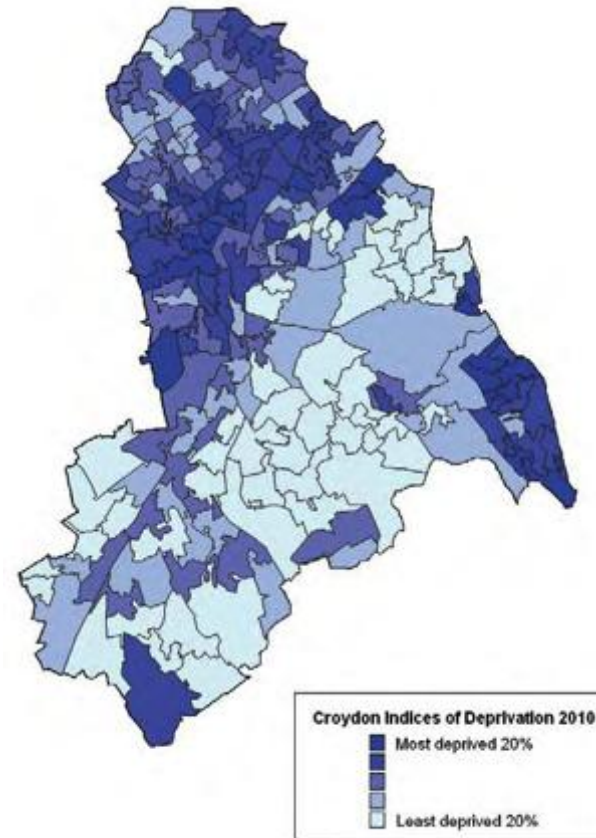 Croydon Indices of Deprivation 2010
Most deprived 20%
Least deprived 20%